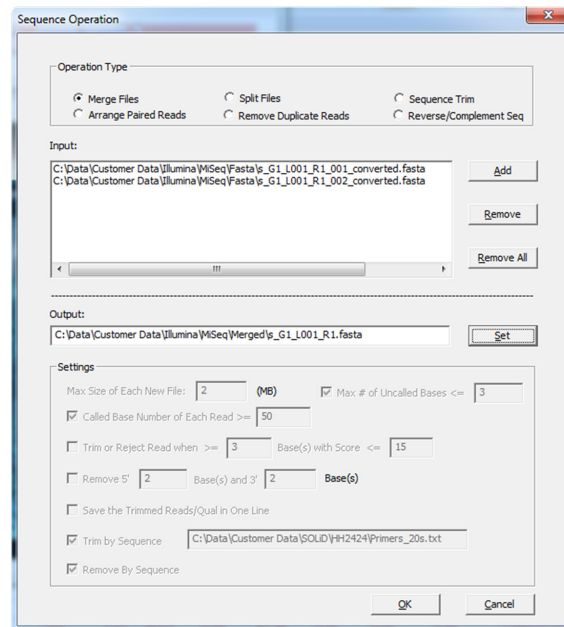 Sequence Operation
Operation Type
Merge Files Split Files Sequence Trim
Arrange Paired Reads Remove Duplicate Reads Reverse/Complement Seq
Input:
C:\Data\Customer Data\Illumina\MiSeq\Fasta\s_G1_L001_R1_001_converted.fasta
C:\Data\Customer Data\Illumina\MiSeq\Fasta\s_G1_L001_R1_002_converted.fasta
Add
Remove
Remove All
Output:
C:\Data\Customer Data\Illumina\MiSeq\Merged\s_G1_L001_R1.fasta Set
Settings
Max Size of Each New File: 2 (MB) Max # of Uncalled Bases <= 3
Called Base Number of Each Read >= 50
Trim or Reject Read when >= 3 Base(s) with Score <= 15
Remove 5' 2 Base(s) and 3' 2 Base(s)
Save the Trimmed Reads/Qual in One Line
Trim by Sequence C:\Data\Customer Data\SOLiD\HH2424\Primers_20s.txt
Remove By Sequence
OK Cancel